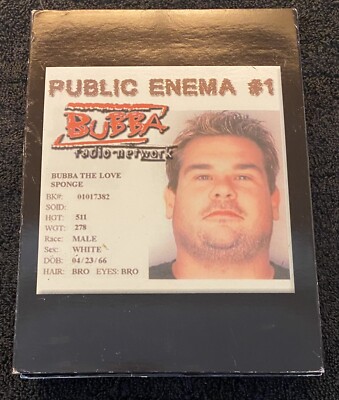 PUBLIC ENEMA #1
BUBBA
radio network
BUBBA THE LOVE
SPONGE
BK#: 01017382
SOID:
HGT: 511
WGT: 278
Race: MALE
Sex: WHITE
DOB: 04/23/66
HAIR: BRO EYES: BRO